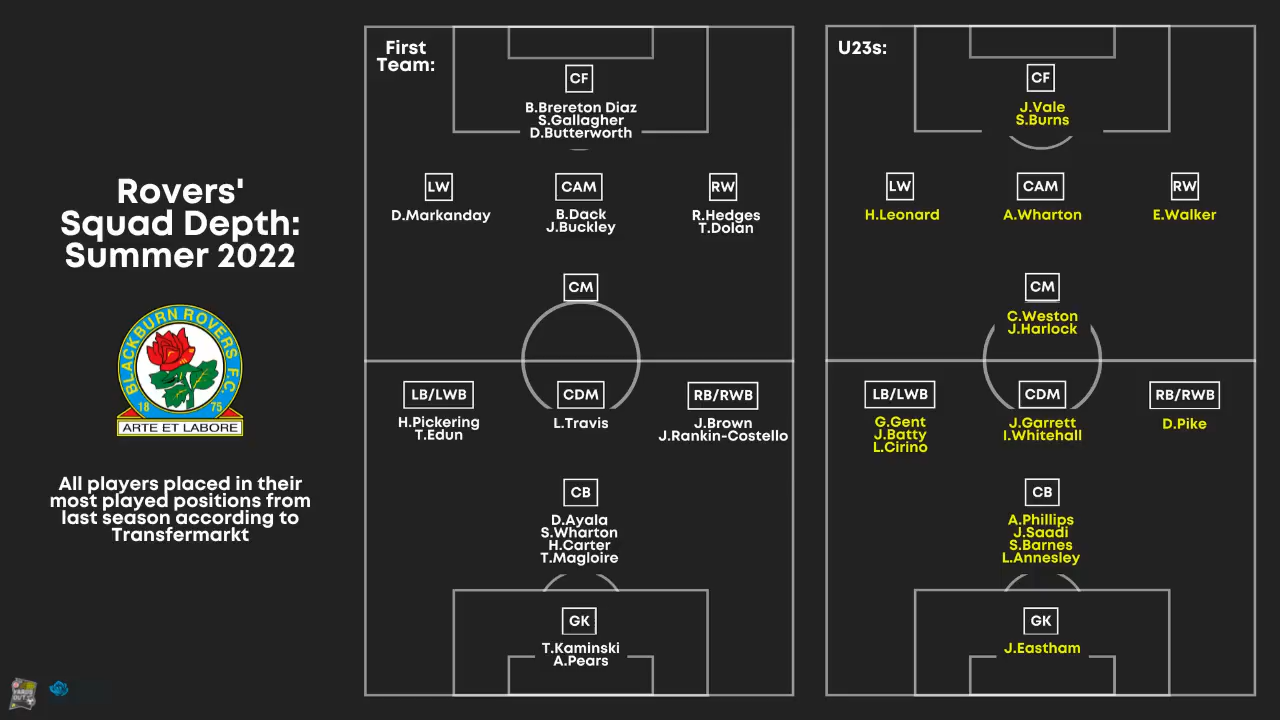 Rovers'
Squad Depth:
Summer 2022
BLACKBURN ROVERS F.C.
18 75
ARTE ET LABORE
All players placed in their
most played positions from
last season according to
Transfermarkt
First
Team:
CF
B.Brereton Diaz
S.Gallagher
D.Butterworth
LW
D.Markanday
CAM
B.Dack
J.Buckley
RW
R.Hedges
T.Dolan
CM
LB/LWB
H.Pickering
T.Edun
CDM
L.Travis
RB/RWB
J.Brown
J.Rankin-Costello
CB
D.Ayala
S.Wharton
H.Carter
T.Magloire
GK
T.Kaminski
A.Pears
U23s:
CF
J.Vale
S.Burns
LW
H.Leonard
CAM
A.Wharton
RW
E.Walker
CM
C.Weston
J.Harlock
LB/LWB
G.Gent
J.Batty
L.Cirino
CDM
J.Garrett
I.Whitehall
RB/RWB
D.Pike
CB
A.Phillips
J.Saadi
S.Barnes
L.Annesley
GK
J.Eastham
YARDS
OUT